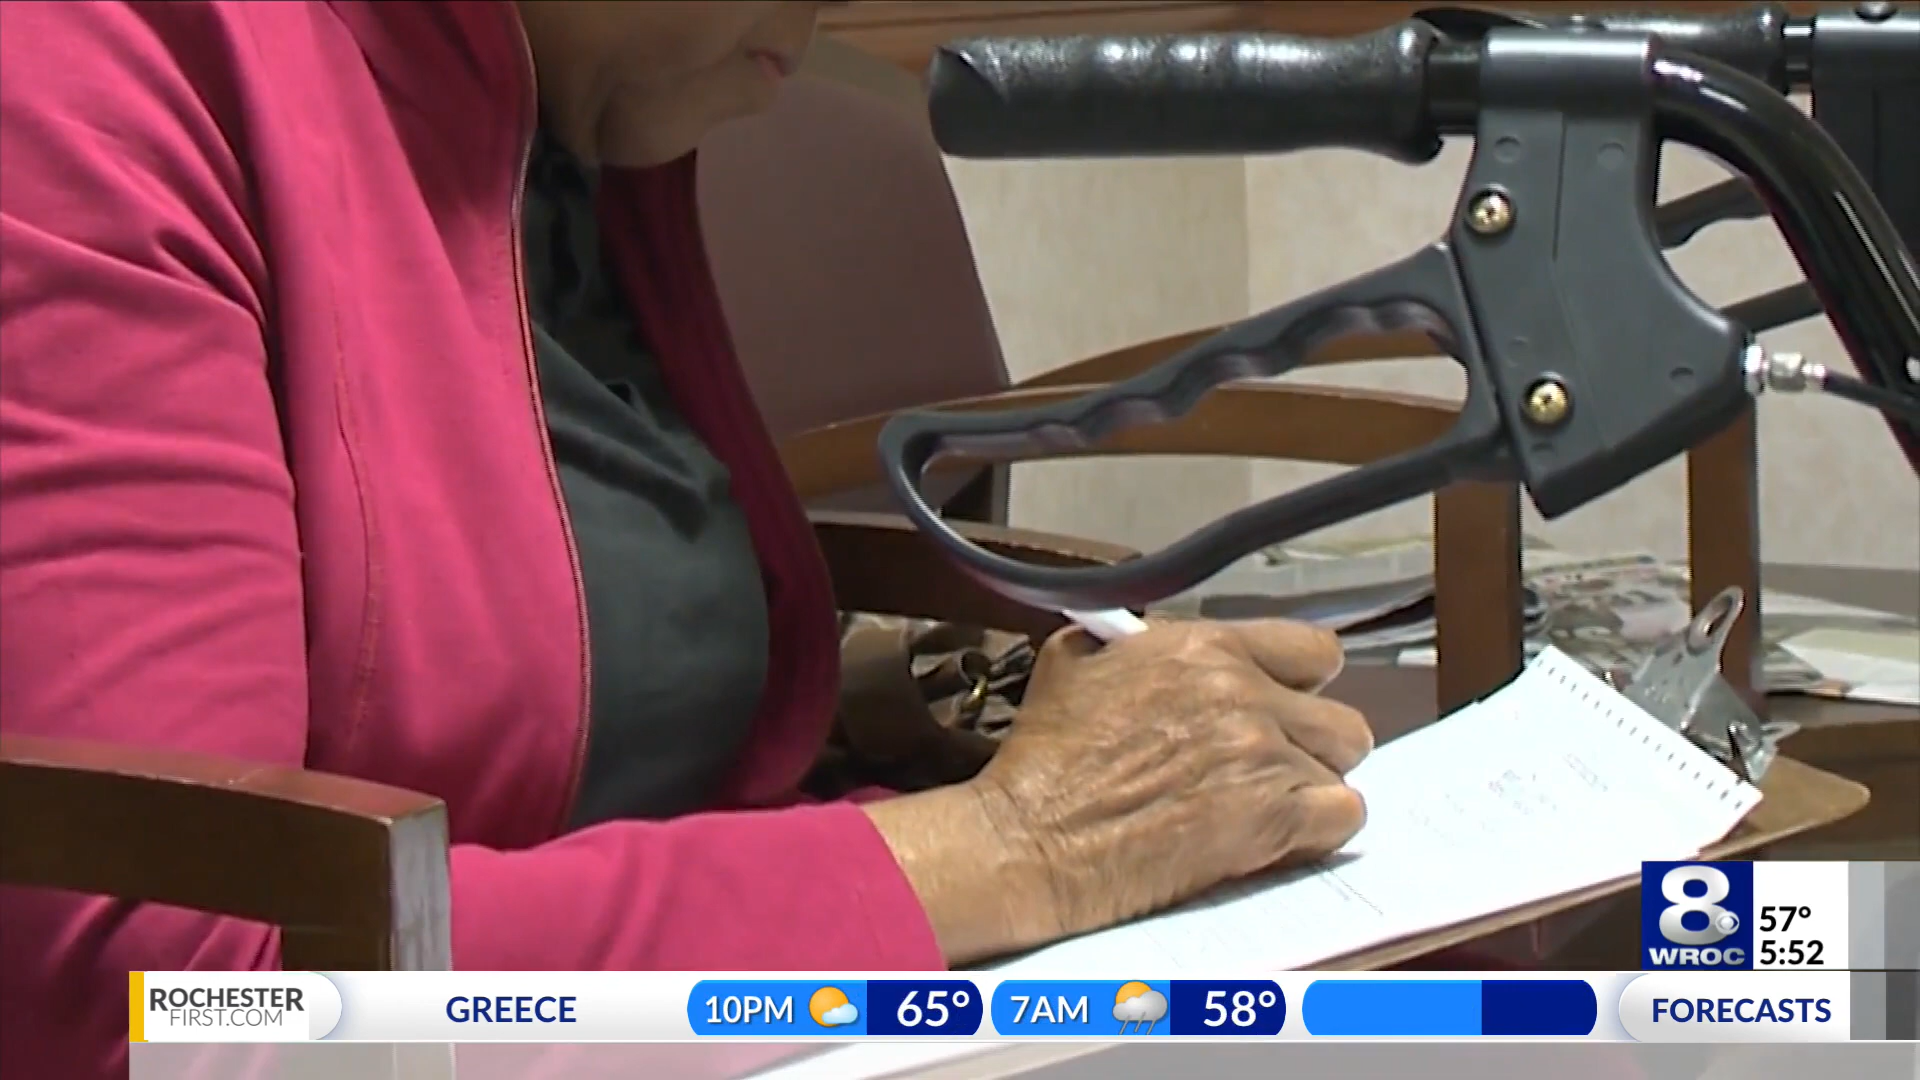 8
WROC
57°
5:52
ROCHESTER
FIRST.COM
GREECE
10PM
65°
7AM
58°
FORECASTS